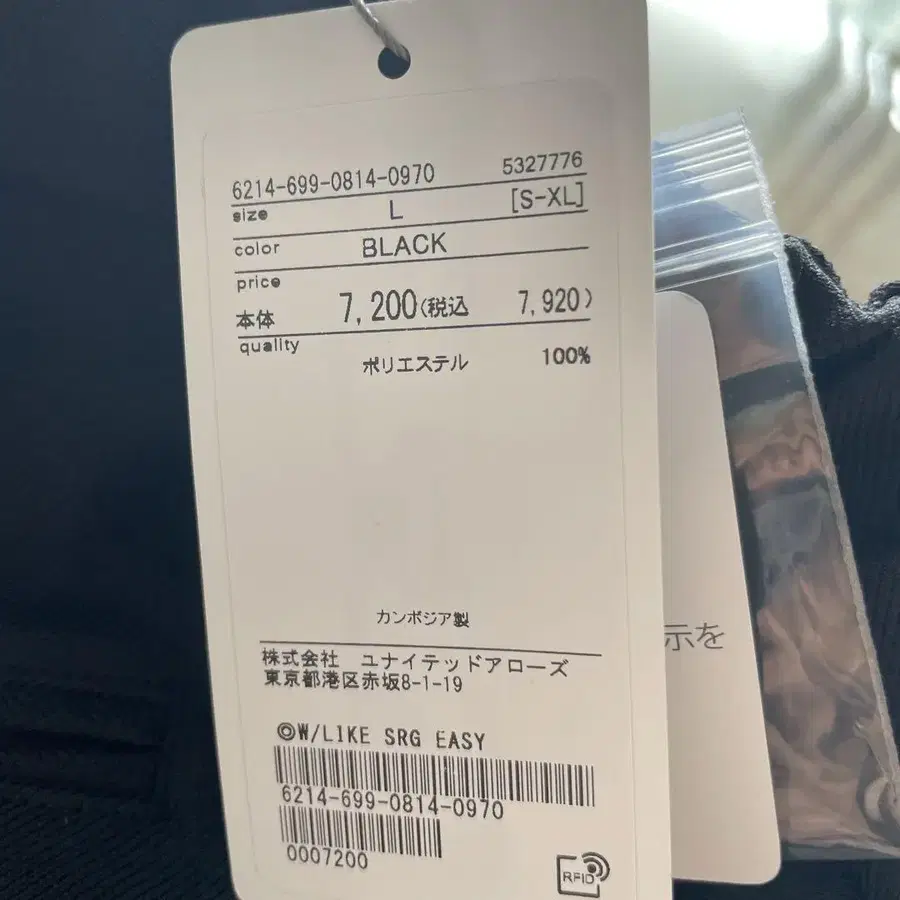 6214-699-0814-0970 5327776
size L [S-XL]
color BLACK
price
本体 7,200(税込 7,920)
quality
ポリエステル 100%
カンボジア製
株式会社 ユナイテッドアローズ
東京都港区赤坂8-1-19
◎W/LIKE SRG EASY
6214-699-0814-0970
0007200
RFID
示を